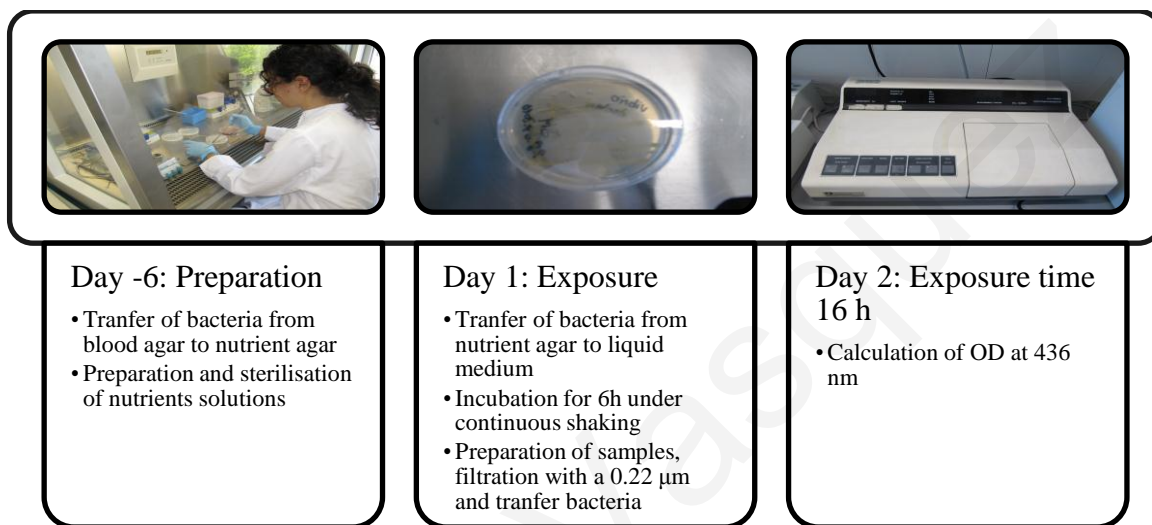 Day -6: Preparation
• Tranfer of bacteria from
blood agar to nutrient agar
• Preparation and sterilisation
of nutrients solutions
Day 1: Exposure
• Tranfer of bacteria from
nutrient agar to liquid
medium
• Incubation for 6h under
continuous shaking
• Preparation of samples,
filtration with a 0.22 μm
and tranfer bacteria
Day 2: Exposure time
16 h
• Calculation of OD at 436
nm
Vasquez